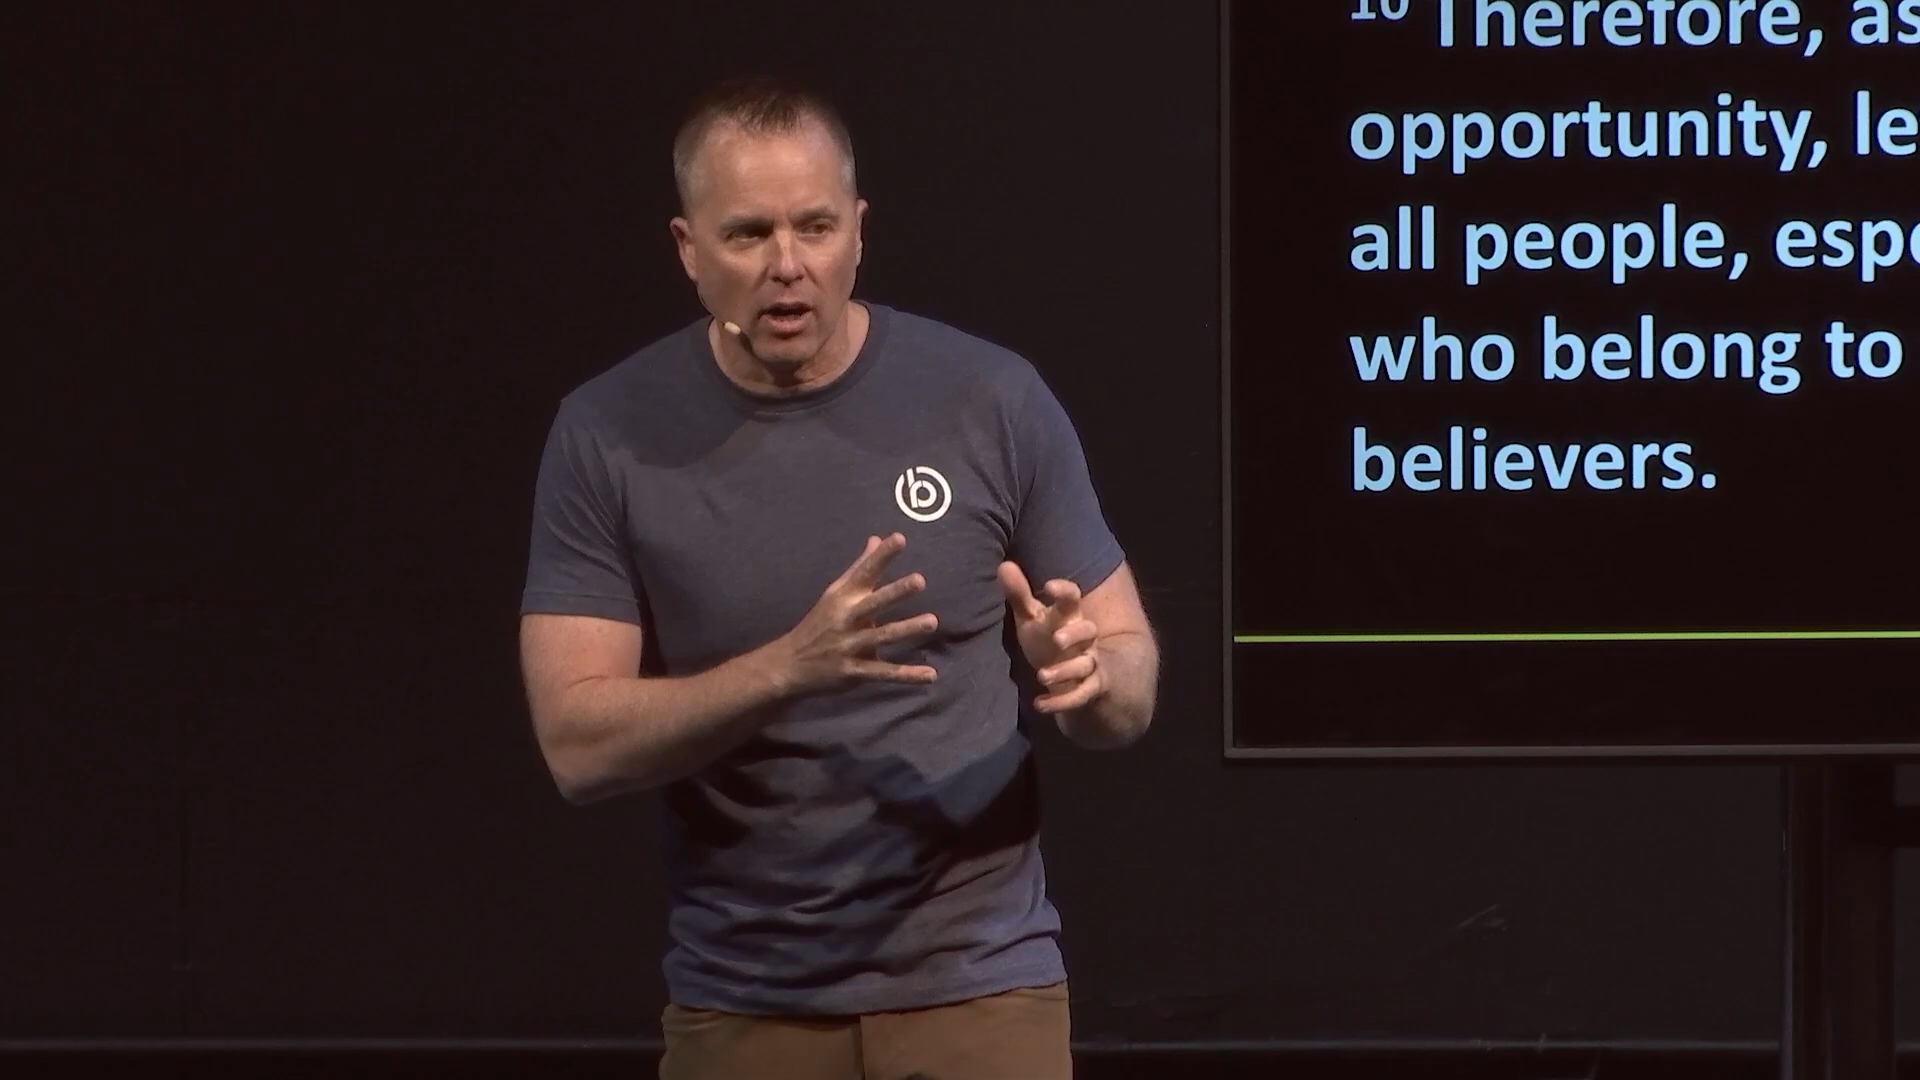 10 Therefore, as
opportunity, le
all people, espe
who belong to
believers.
b